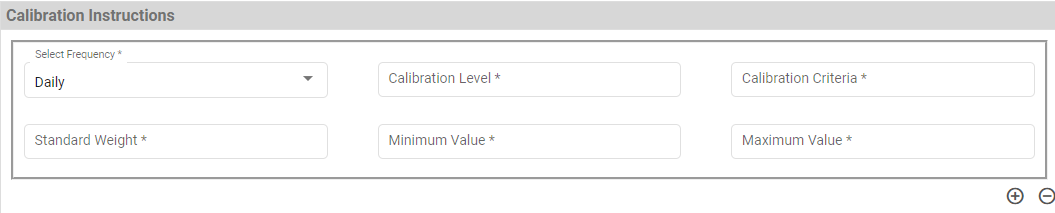 Calibration Instructions
Select Frequency *
Daily
Calibration Level *
Calibration Criteria *
Standard Weight *
Minimum Value *
Maximum Value *